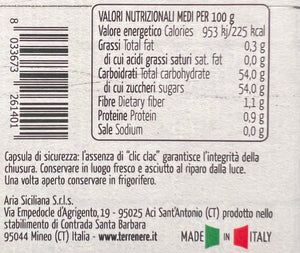 8 033673 261401
VALORI NUTRIZIONALI MEDI PER 100 g
Valore energetico Calories 953 kj/225 kcal
Grassi Total fat 0,3 g
di cui acidi grassi saturi sat. fat 0,0 g
Carboidrati Total carbohydrate 54,0 g
di cui zuccheri sugars 54,0 g
Fibre Dietary fiber 1,1 g
Proteine Protein 0,9 g
Sale Sodium 0,0 g
Capsula di sicurezza: l'assenza di "clic clac" garantisce l'integrità della
chiusura. Conservare in luogo fresco e asciutto al riparo dalla luce.
Una volta aperto conservare in frigorifero.
Aria Siciliana S.r.l.s.
Via Empedocle d'Agrigento, 19 - 95025 Aci Sant'Antonio (CT) prodotto nello
stabilimento di Contrada Santa Barbara
95044 Mineo (CT) Italia - www.terrenere.it MADE IN ITALY